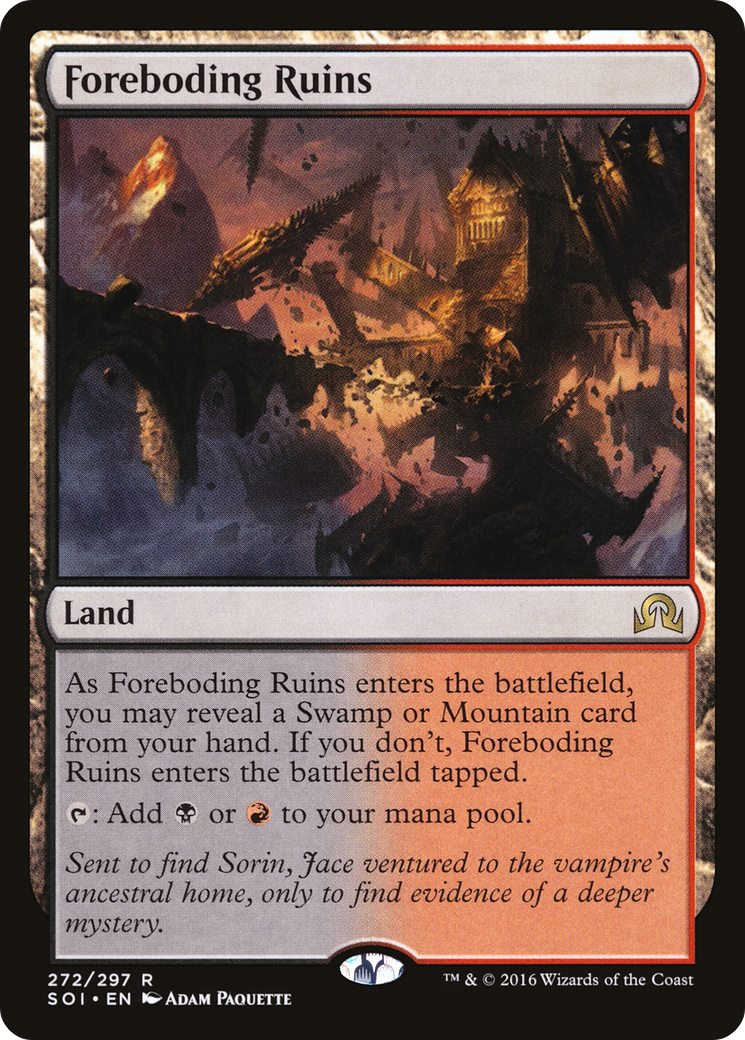 Foreboding Ruins
Land
As Foreboding Ruins enters the battlefield,
you may reveal a Swamp or Mountain card
from your hand. If you don't, Foreboding
Ruins enters the battlefield tapped.
: Add or to your mana pool.
Sent to find Sorin, Jace ventured to the vampire's
ancestral home, only to find evidence of a deeper
mystery.
272/297 R
SOI • EN Adam Paquette
™ & © 2016 Wizards of the Coast